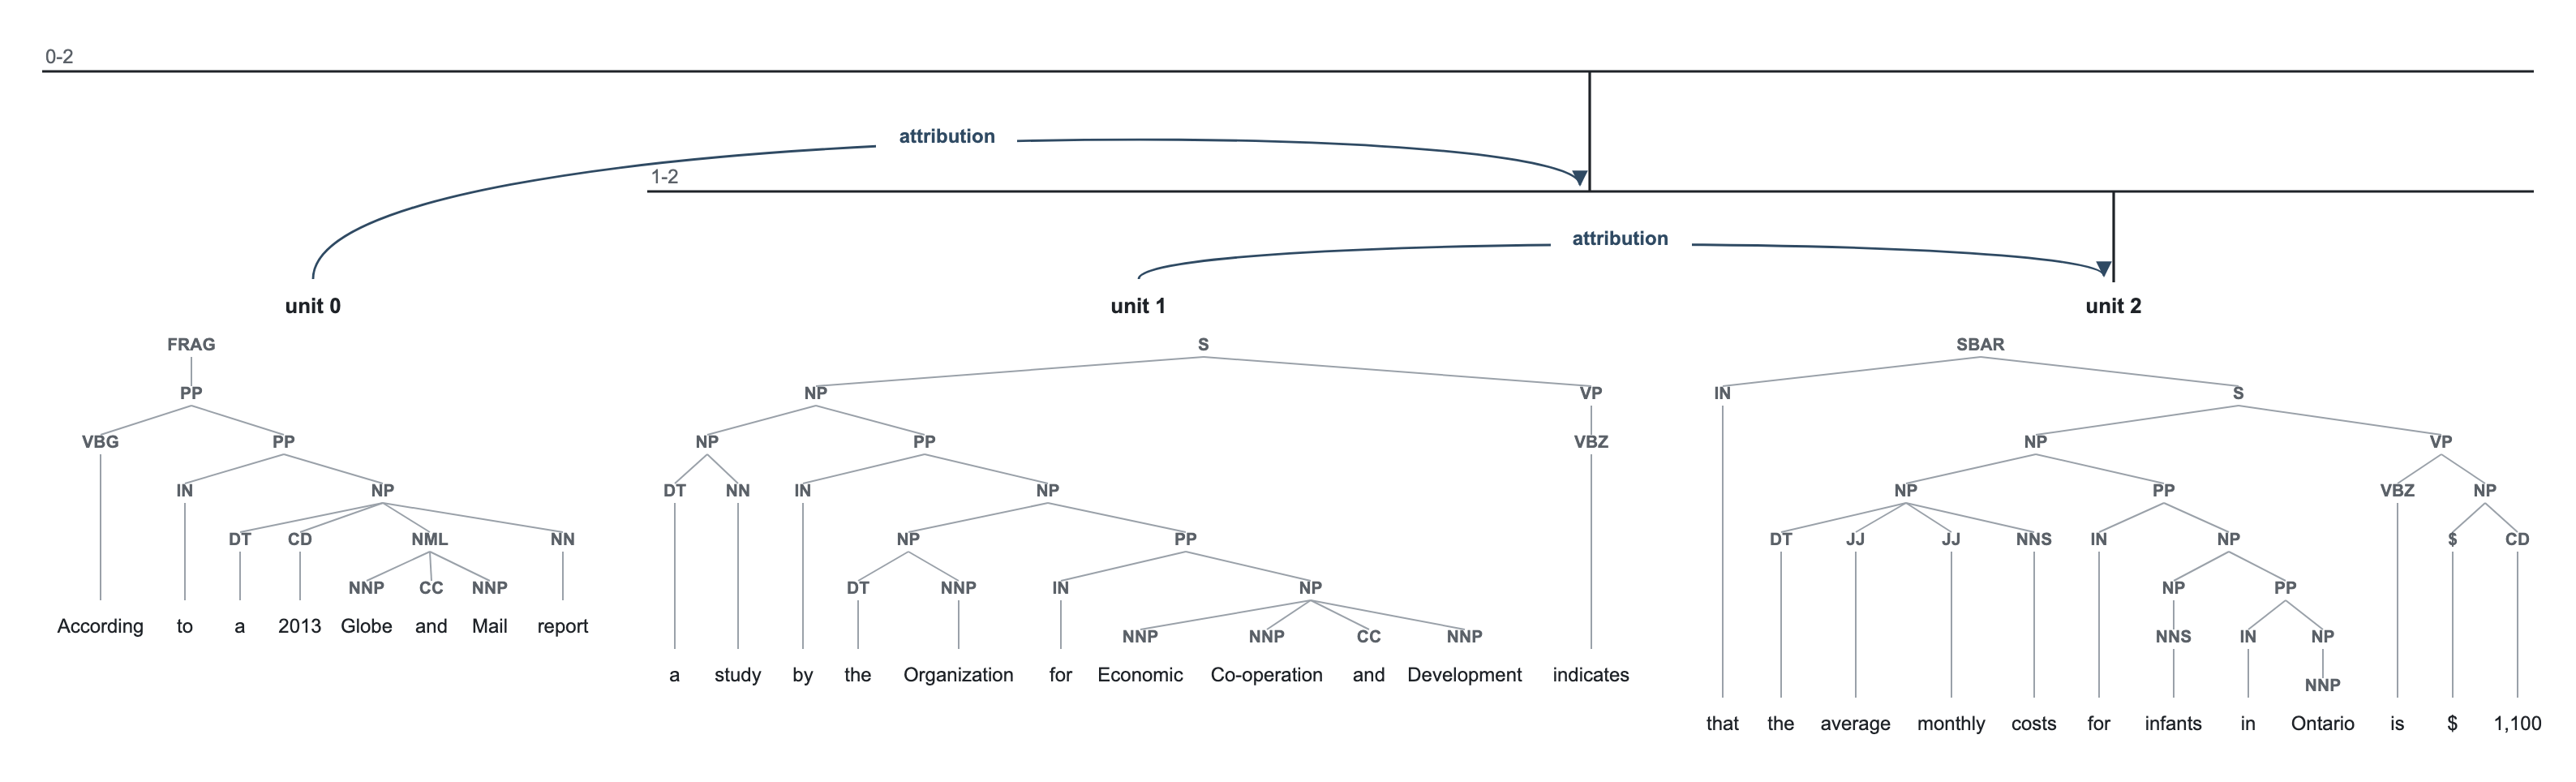 0-2
attribution
1-2
attribution
unit 0 unit 1 unit 2
FRAG S SBAR
PP NP VP IN S
VBG PP NP PP VBZ NP VP
IN NP DT NN IN NP NP PP VBZ NP
DT CD NML NN NP PP DT JJ JJ NNS IN NP $ CD
NNP CC NNP DT NNP IN NP NP PP
According to a 2013 Globe and Mail report NNP NNP CC NNP NNS IN NP
a study by the Organization for Economic Co-operation and Development indicates NNP
that the average monthly costs for infants in Ontario is $ 1,100